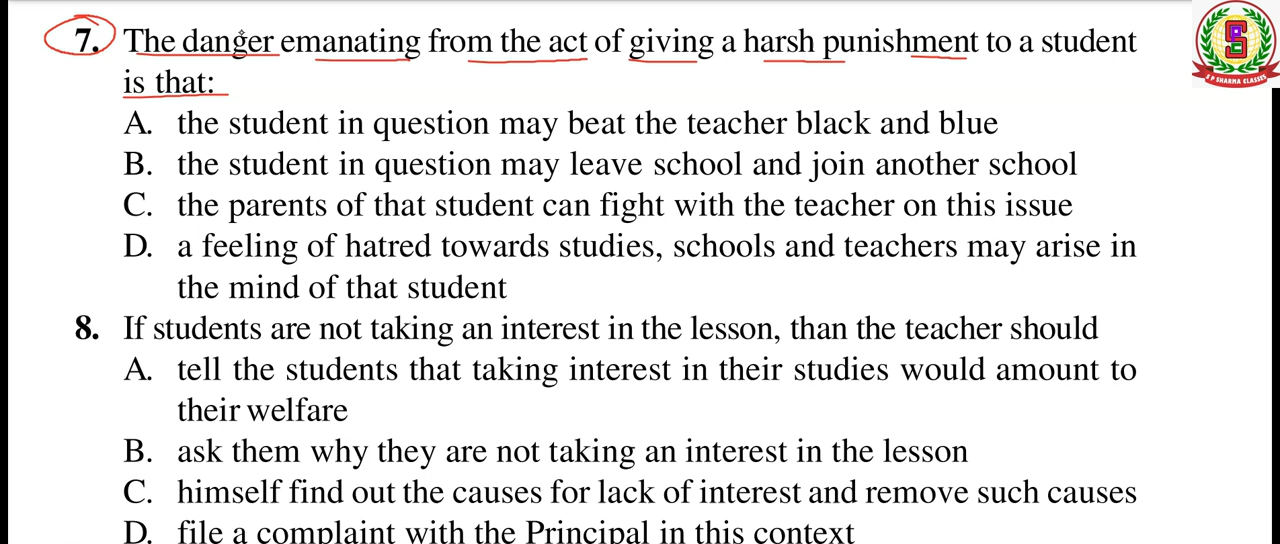 S P SHARMA CLASSES
7. The danger emanating from the act of giving a harsh punishment to a student
is that:
A. the student in question may beat the teacher black and blue
B. the student in question may leave school and join another school
C. the parents of that student can fight with the teacher on this issue
D. a feeling of hatred towards studies, schools and teachers may arise in
the mind of that student
8. If students are not taking an interest in the lesson, than the teacher should
A. tell the students that taking interest in their studies would amount to
their welfare
B. ask them why they are not taking an interest in the lesson
C. himself find out the causes for lack of interest and remove such causes
D. file a complaint with the Principal in this context